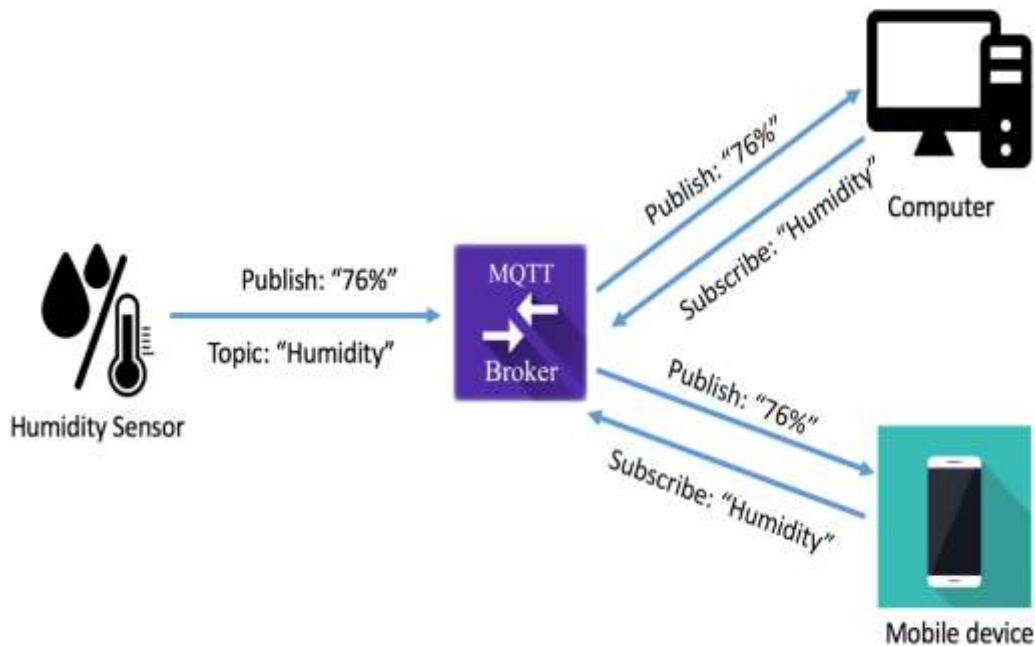 Publish: “76%”
Topic: “Humidity”
Humidity Sensor
MQTT
Broker
Publish: “76%”
Subscribe: “Humidity”
Computer
Publish: “76%”
Subscribe: “Humidity”
Mobile device